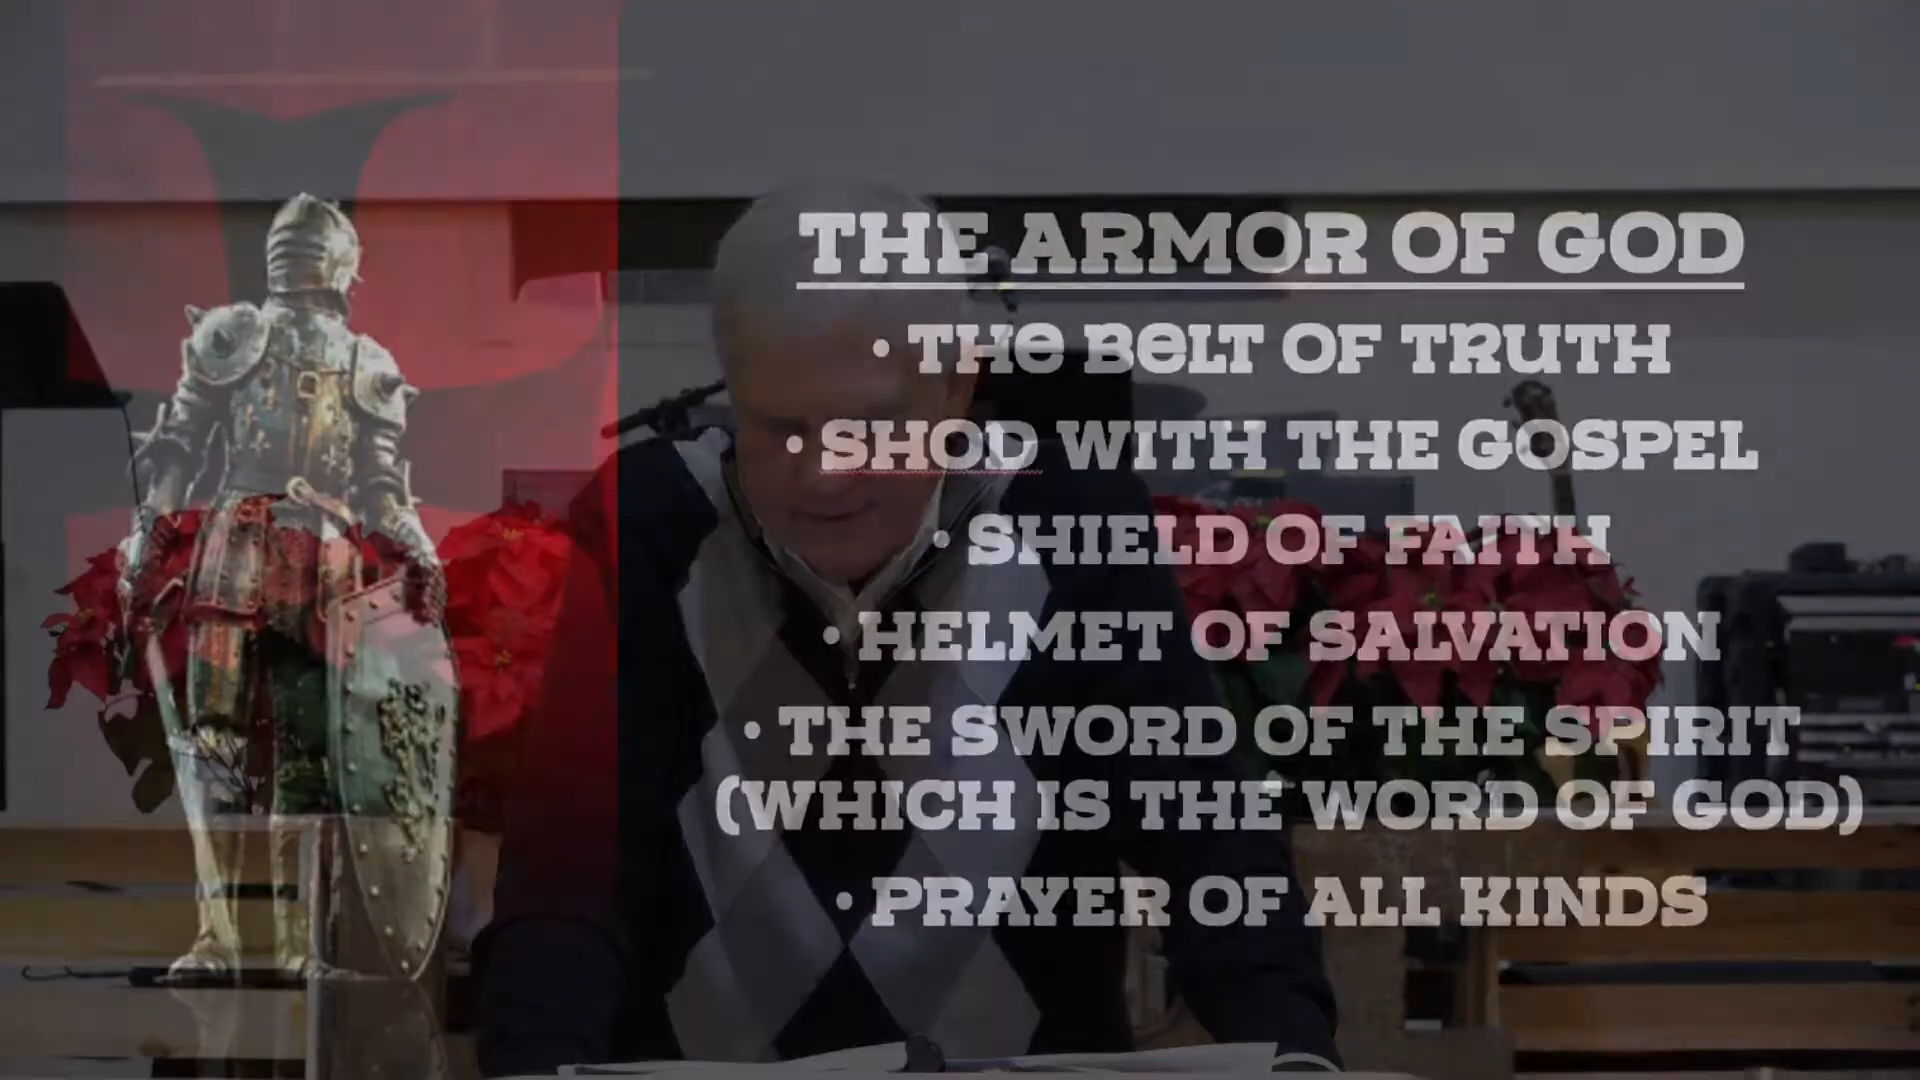 THE ARMOR OF GOD
• THE BELT OF TRUTH
• SHOD WITH THE GOSPEL
• SHIELD OF FAITH
• HELMET OF SALVATION
• THE SWORD OF THE SPIRIT
(WHICH IS THE WORD OF GOD)
• PRAYER OF ALL KINDS